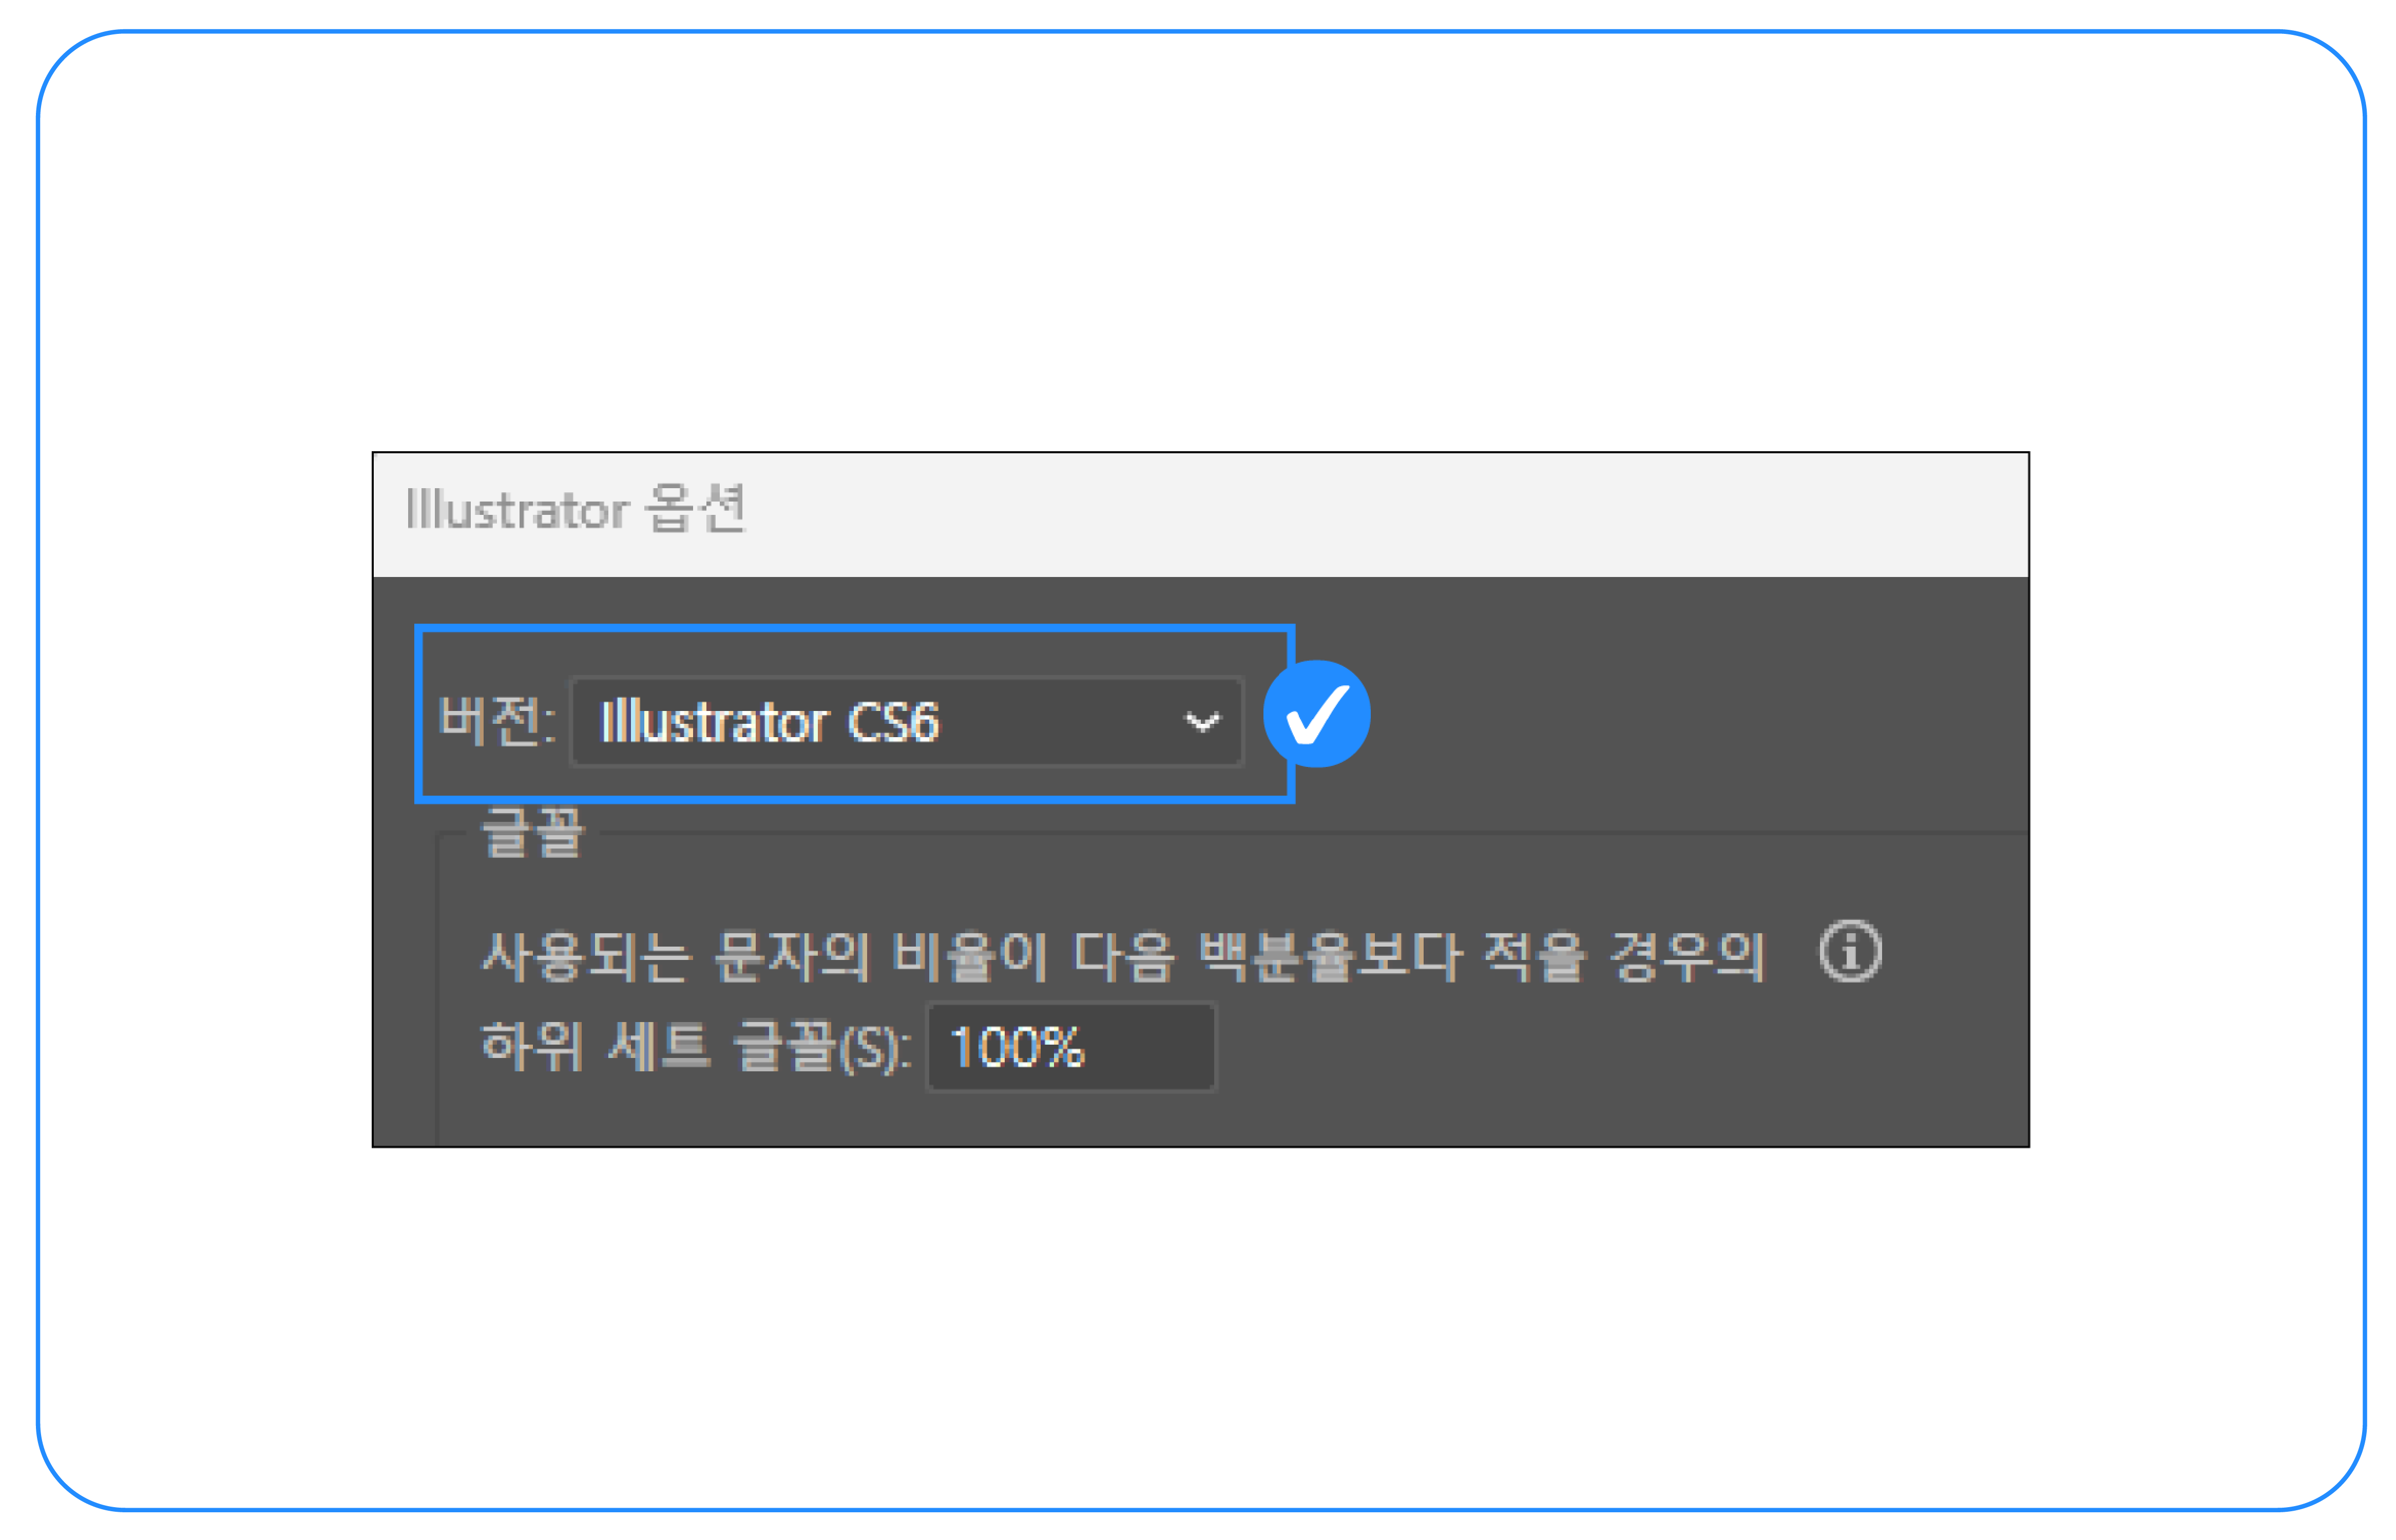 Illustrator 옵션
버전: Illustrator CS6
글꼴
사용되는 문자의 비율이 다음 백분율보다 적을 경우의
하위 세트 글꼴(S): 100%